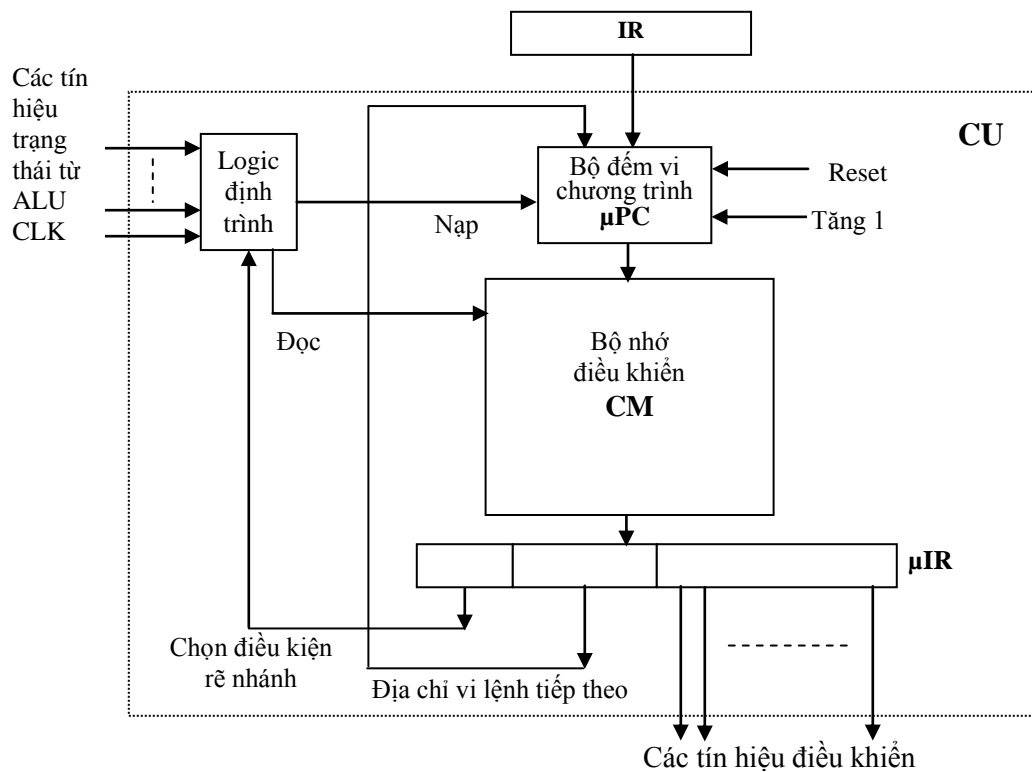 IR
Các tín
hiệu
trạng
thái từ
ALU
CLK
CU
Logic
định
trình
Nạp
Bộ đếm vi
chương trình
µPC
Reset
Tăng 1
Đọc
Bộ nhớ
điều khiển
CM
µIR
Chọn điều kiện
rẽ nhánh
Địa chỉ vi lệnh tiếp theo
Các tín hiệu điều khiển